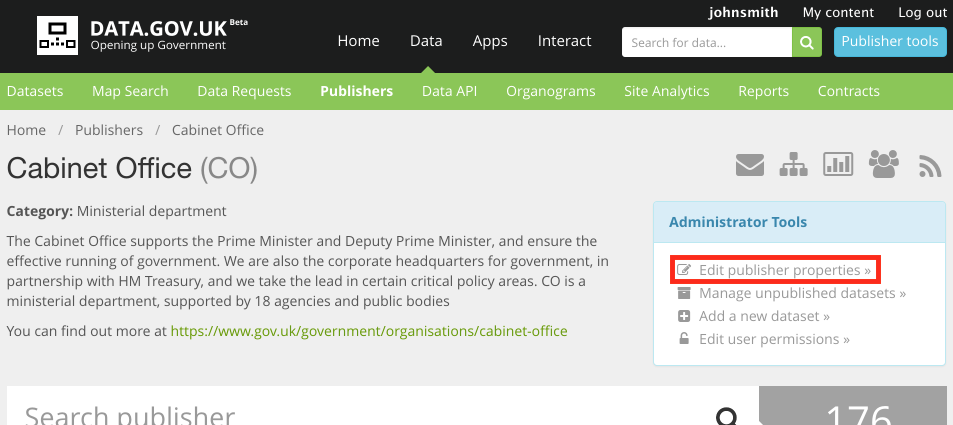 johnsmith My content Log out
DATA.GOV.UK Beta
Opening up Government
Home Data Apps Interact
Search for data...
Publisher tools
Datasets Map Search Data Requests Publishers Data API Organograms Site Analytics Reports Contracts
Home / Publishers / Cabinet Office
Cabinet Office (CO)
Category: Ministerial department
The Cabinet Office supports the Prime Minister and Deputy Prime Minister, and ensure the
effective running of government. We are also the corporate headquarters for government, in
partnership with HM Treasury, and we take the lead in certain critical policy areas. CO is a
ministerial department, supported by 18 agencies and public bodies
You can find out more at https://www.gov.uk/government/organisations/cabinet-office
Administrator Tools
Edit publisher properties »
Manage unpublished datasets »
Add a new dataset »
Edit user permissions »
Search publisher
176